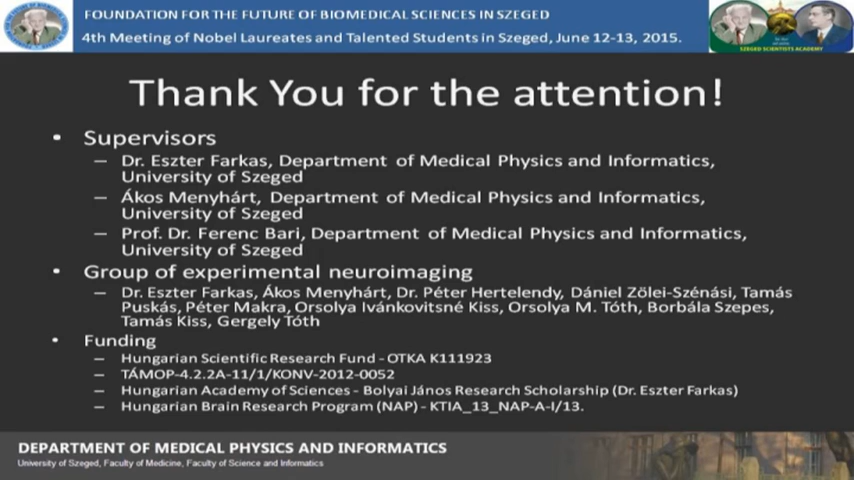 FOUNDATION FOR THE FUTURE OF BIOMEDICAL SCIENCES IN SZEGED
4th Meeting of Nobel Laureates and Talented Students in Szeged, June 12-13, 2015.
SZEGED SCIENTISTS ACADEMY
Thank You for the attention!
• Supervisors
– Dr. Eszter Farkas, Department of Medical Physics and Informatics,
University of Szeged
– Ákos Menyhárt, Department of Medical Physics and Informatics,
University of Szeged
– Prof. Dr. Ferenc Bari, Department of Medical Physics and Informatics,
University of Szeged
• Group of experimental neuroimaging
– Dr. Eszter Farkas, Ákos Menyhárt, Dr. Péter Hertelendy, Dániel Zölei-Szénási, Tamás
Puskás, Péter Makra, Orsolya Ivánkovitsné Kiss, Orsolya M. Tóth, Borbála Szepes,
Tamás Kiss, Gergely Tóth
• Funding
– Hungarian Scientific Research Fund - OTKA K111923
– TÁMOP-4.2.2A-11/1/KONV-2012-0052
– Hungarian Academy of Sciences - Bolyai János Research Scholarship (Dr. Eszter Farkas)
– Hungarian Brain Research Program (NAP) - KTIA_13_NAP-A-I/13.
DEPARTMENT OF MEDICAL PHYSICS AND INFORMATICS
University of Szeged, Faculty of Medicine, Faculty of Science and Informatics